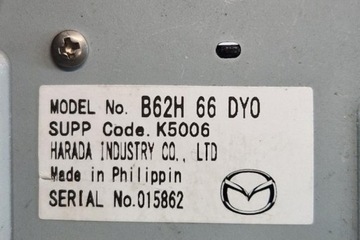 MODEL No. B62H 66 DY0
SUPP Code. K5006
HARADA INDUSTRY CO., LTD
Made in Philippin
SERIAL No.015862